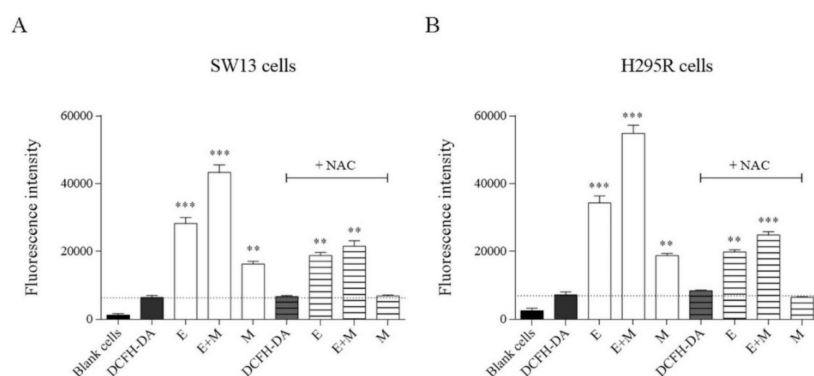 A
SW13 cells
Fluorescence intensity
60000
40000
20000
0
***
***
**
+ NAC
**
**
Blank cells
DCFH-DA
E
E+M
M
DCFH-DA
E
E+M
M
B
H295R cells
Fluorescence intensity
60000
40000
20000
0
***
***
**
+ NAC
**
***
Blank cells
DCFH-DA
E
E+M
M
DCFH-DA
E
E+M
M